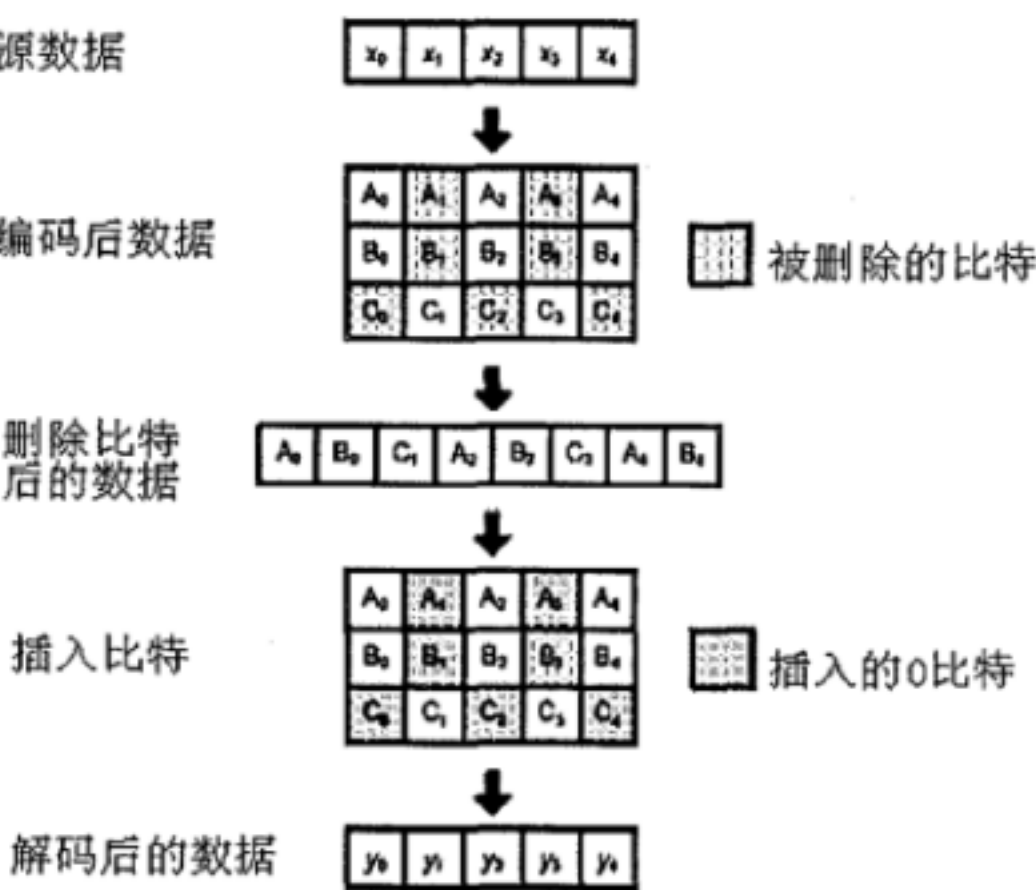 源数据
x₀ x₁ x₂ x₃ x₄
A₀ A₁ A₂ A₃ A₄
编码后数据
B₀ B₁ B₂ B₃ B₄
被删除的比特
C₀ C₁ C₂ C₃ C₄
删除比特
后的数据
A₀ B₀ C₁ A₂ B₂ C₃ A₄ B₄
A₀ A₁ A₂ A₃ A₄
插入比特
B₀ B₁ B₂ B₃ B₄
插入的0比特
C₀ C₁ C₂ C₃ C₄
解码后的数据
y₀ y₁ y₂ y₃ y₄